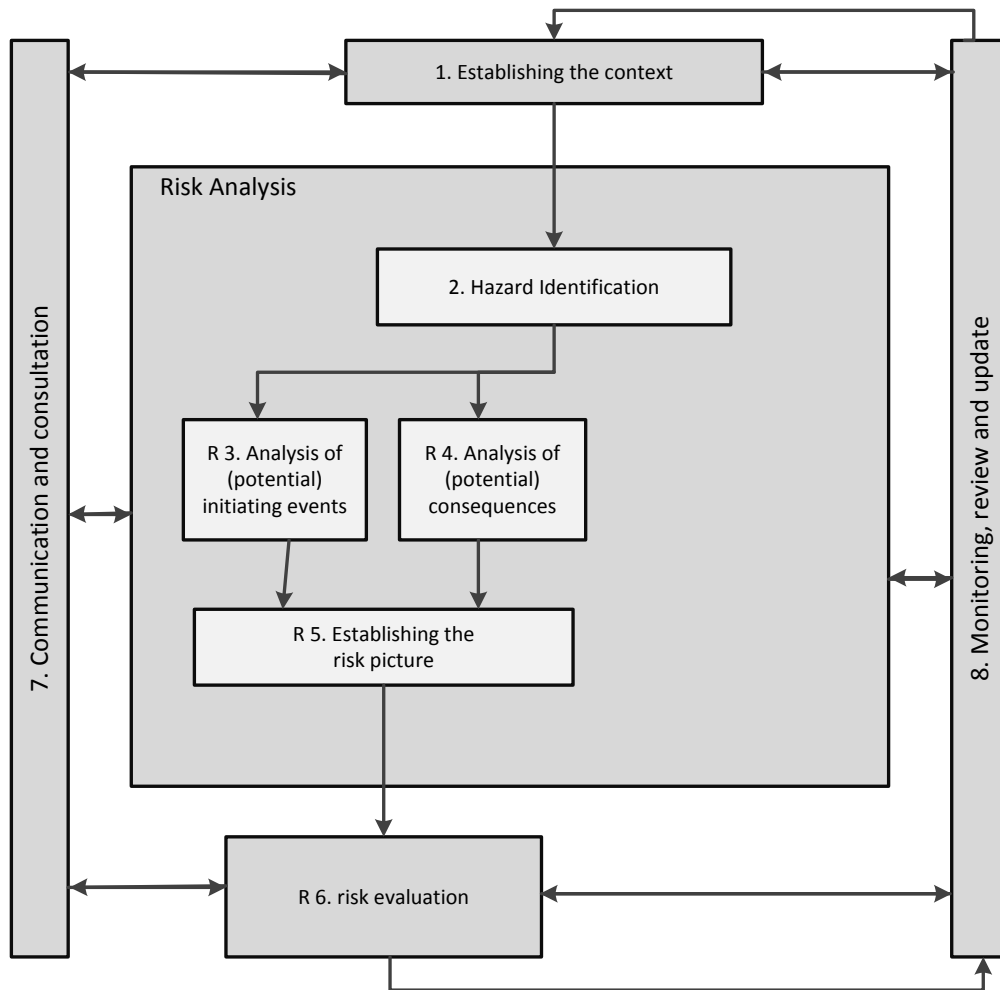 1. Establishing the context
Risk Analysis
2. Hazard Identification
R 3. Analysis of
(potential)
initiating events
R 4. Analysis of
(potential)
consequences
R 5. Establishing the
risk picture
R 6. risk evaluation
7. Communication and consultation
8. Monitoring, review and update